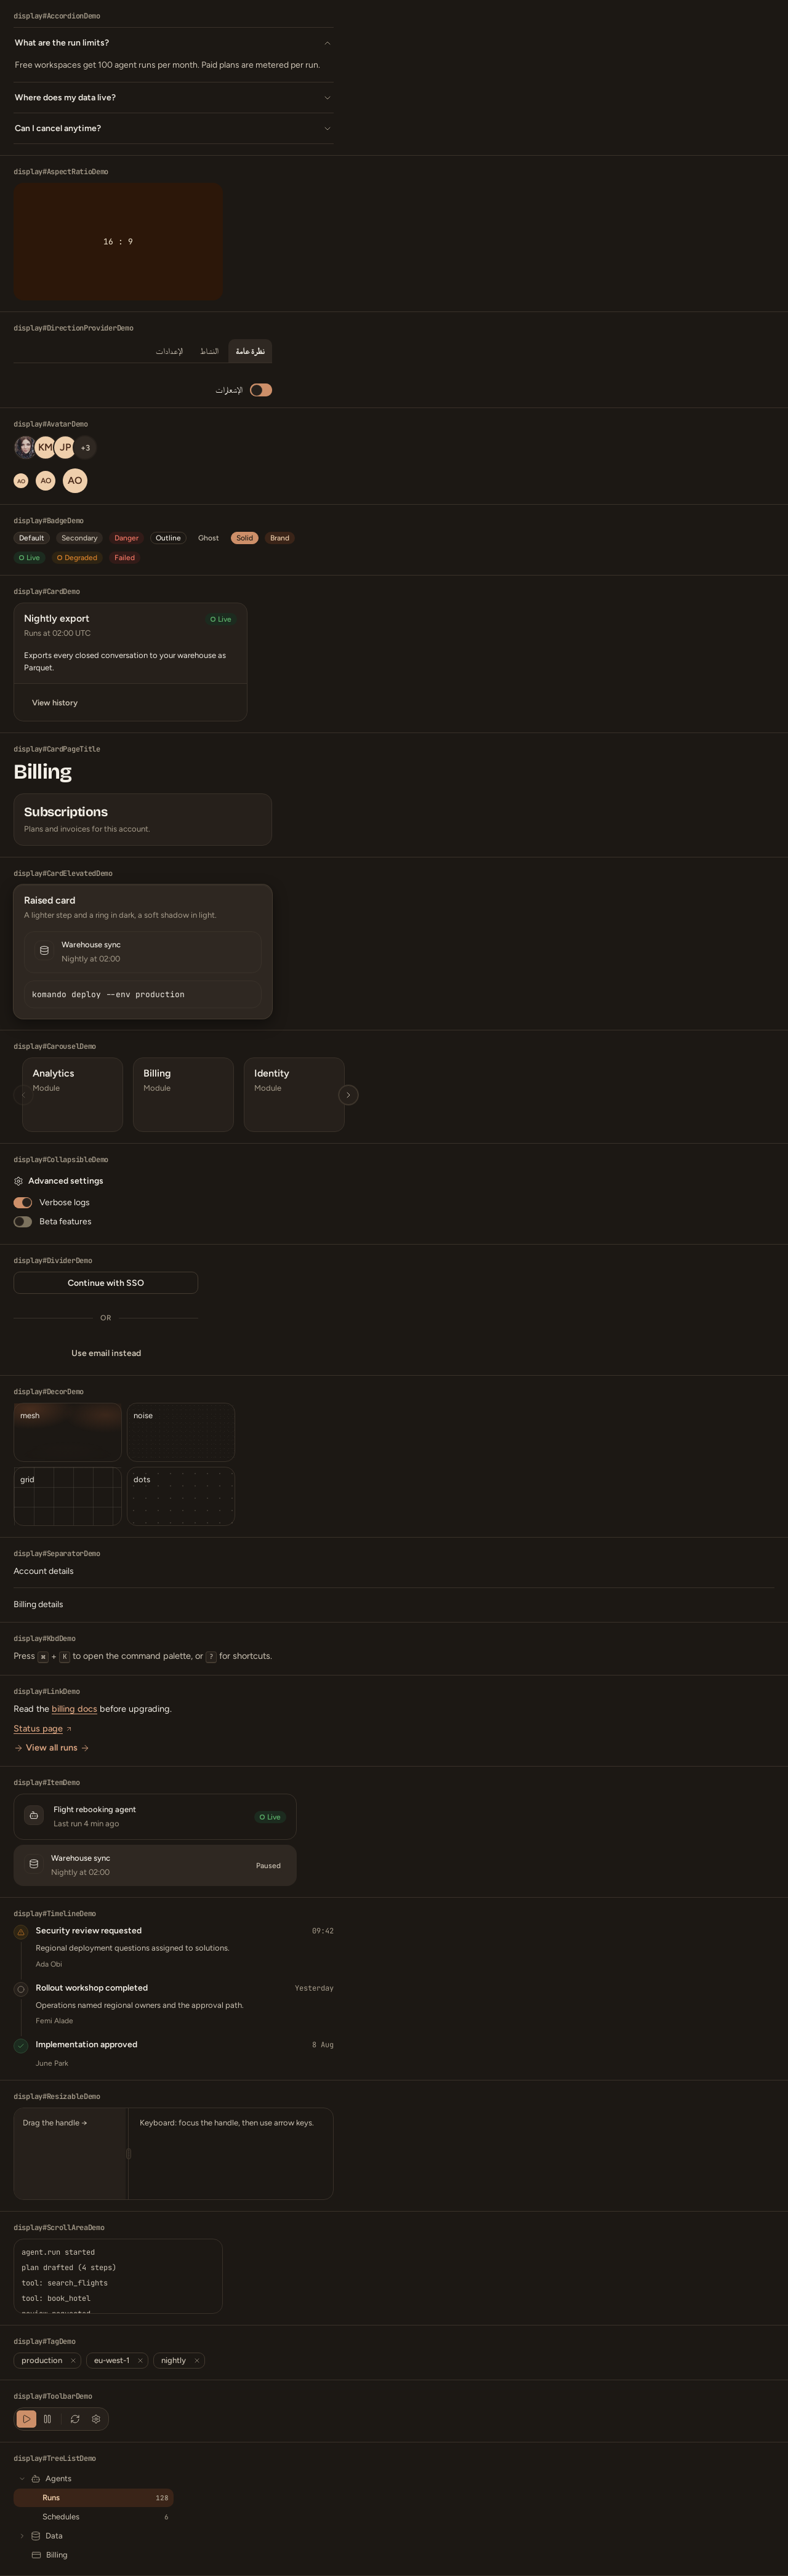 display#AccordionDemo
What are the run limits?
Free workspaces get 100 agent runs per month. Paid plans are metered per run.
Where does my data live?
Can I cancel anytime?
display#AspectRatioDemo
16 : 9
display#DirectionProviderDemo
نظرة عامة
النشاط
الإعدادات
الإشعارات
display#AvatarDemo
KM JP +3
AO AO AO
display#BadgeDemo
Default Secondary Danger Outline Ghost Solid Brand
Live Degraded Failed
display#CardDemo
Nightly export
Live
Runs at 02:00 UTC
Exports every closed conversation to your warehouse as
Parquet.
View history
display#CardPageTitle
Billing
Subscriptions
Plans and invoices for this account.
display#CardElevatedDemo
Raised card
A lighter step and a ring in dark, a soft shadow in light.
Warehouse sync
Nightly at 02:00
komando deploy --env production
display#CarouselDemo
Analytics Billing Identity
Module Module Module
display#CollapsibleDemo
Advanced settings
Verbose logs
Beta features
display#DividerDemo
Continue with SSO
OR
Use email instead
display#DecorDemo
mesh noise
grid dots
display#SeparatorDemo
Account details
Billing details
display#KbdDemo
Press ⌘ + K to open the command palette, or ? for shortcuts.
display#LinkDemo
Read the billing docs before upgrading.
Status page
→ View all runs →
display#ItemDemo
Flight rebooking agent
Last run 4 min ago
Live
Warehouse sync
Nightly at 02:00
Paused
display#TimelineDemo
Security review requested 09:42
Regional deployment questions assigned to solutions.
Ada Obi
Rollout workshop completed Yesterday
Operations named regional owners and the approval path.
Femi Alade
Implementation approved 8 Aug
June Park
display#ResizableDemo
Drag the handle → Keyboard: focus the handle, then use arrow keys.
display#ScrollAreaDemo
agent.run started
plan drafted (4 steps)
tool: search_flights
tool: book_hotel
display#TagDemo
production × eu-west-1 × nightly ×
display#ToolbarDemo
display#TreeListDemo
Agents
Runs 128
Schedules 6
Data
Billing